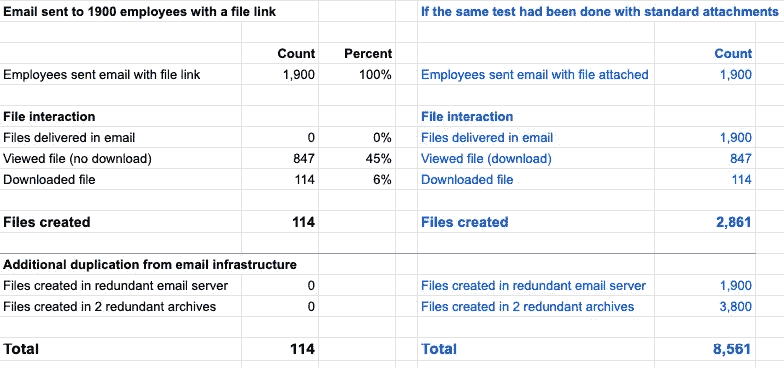 Email sent to 1900 employees with a file link If the same test had been done with standard attachments
Count Percent Count
Employees sent email with file link 1,900 100% Employees sent email with file attached 1,900
File interaction File interaction
Files delivered in email 0 0% Files delivered in email 1,900
Viewed file (no download) 847 45% Viewed file (download) 847
Downloaded file 114 6% Downloaded file 114
Files created 114 Files created 2,861
Additional duplication from email infrastructure
Files created in redundant email server 0 Files created in redundant email server 1,900
Files created in 2 redundant archives 0 Files created in 2 redundant archives 3,800
Total 114 Total 8,561